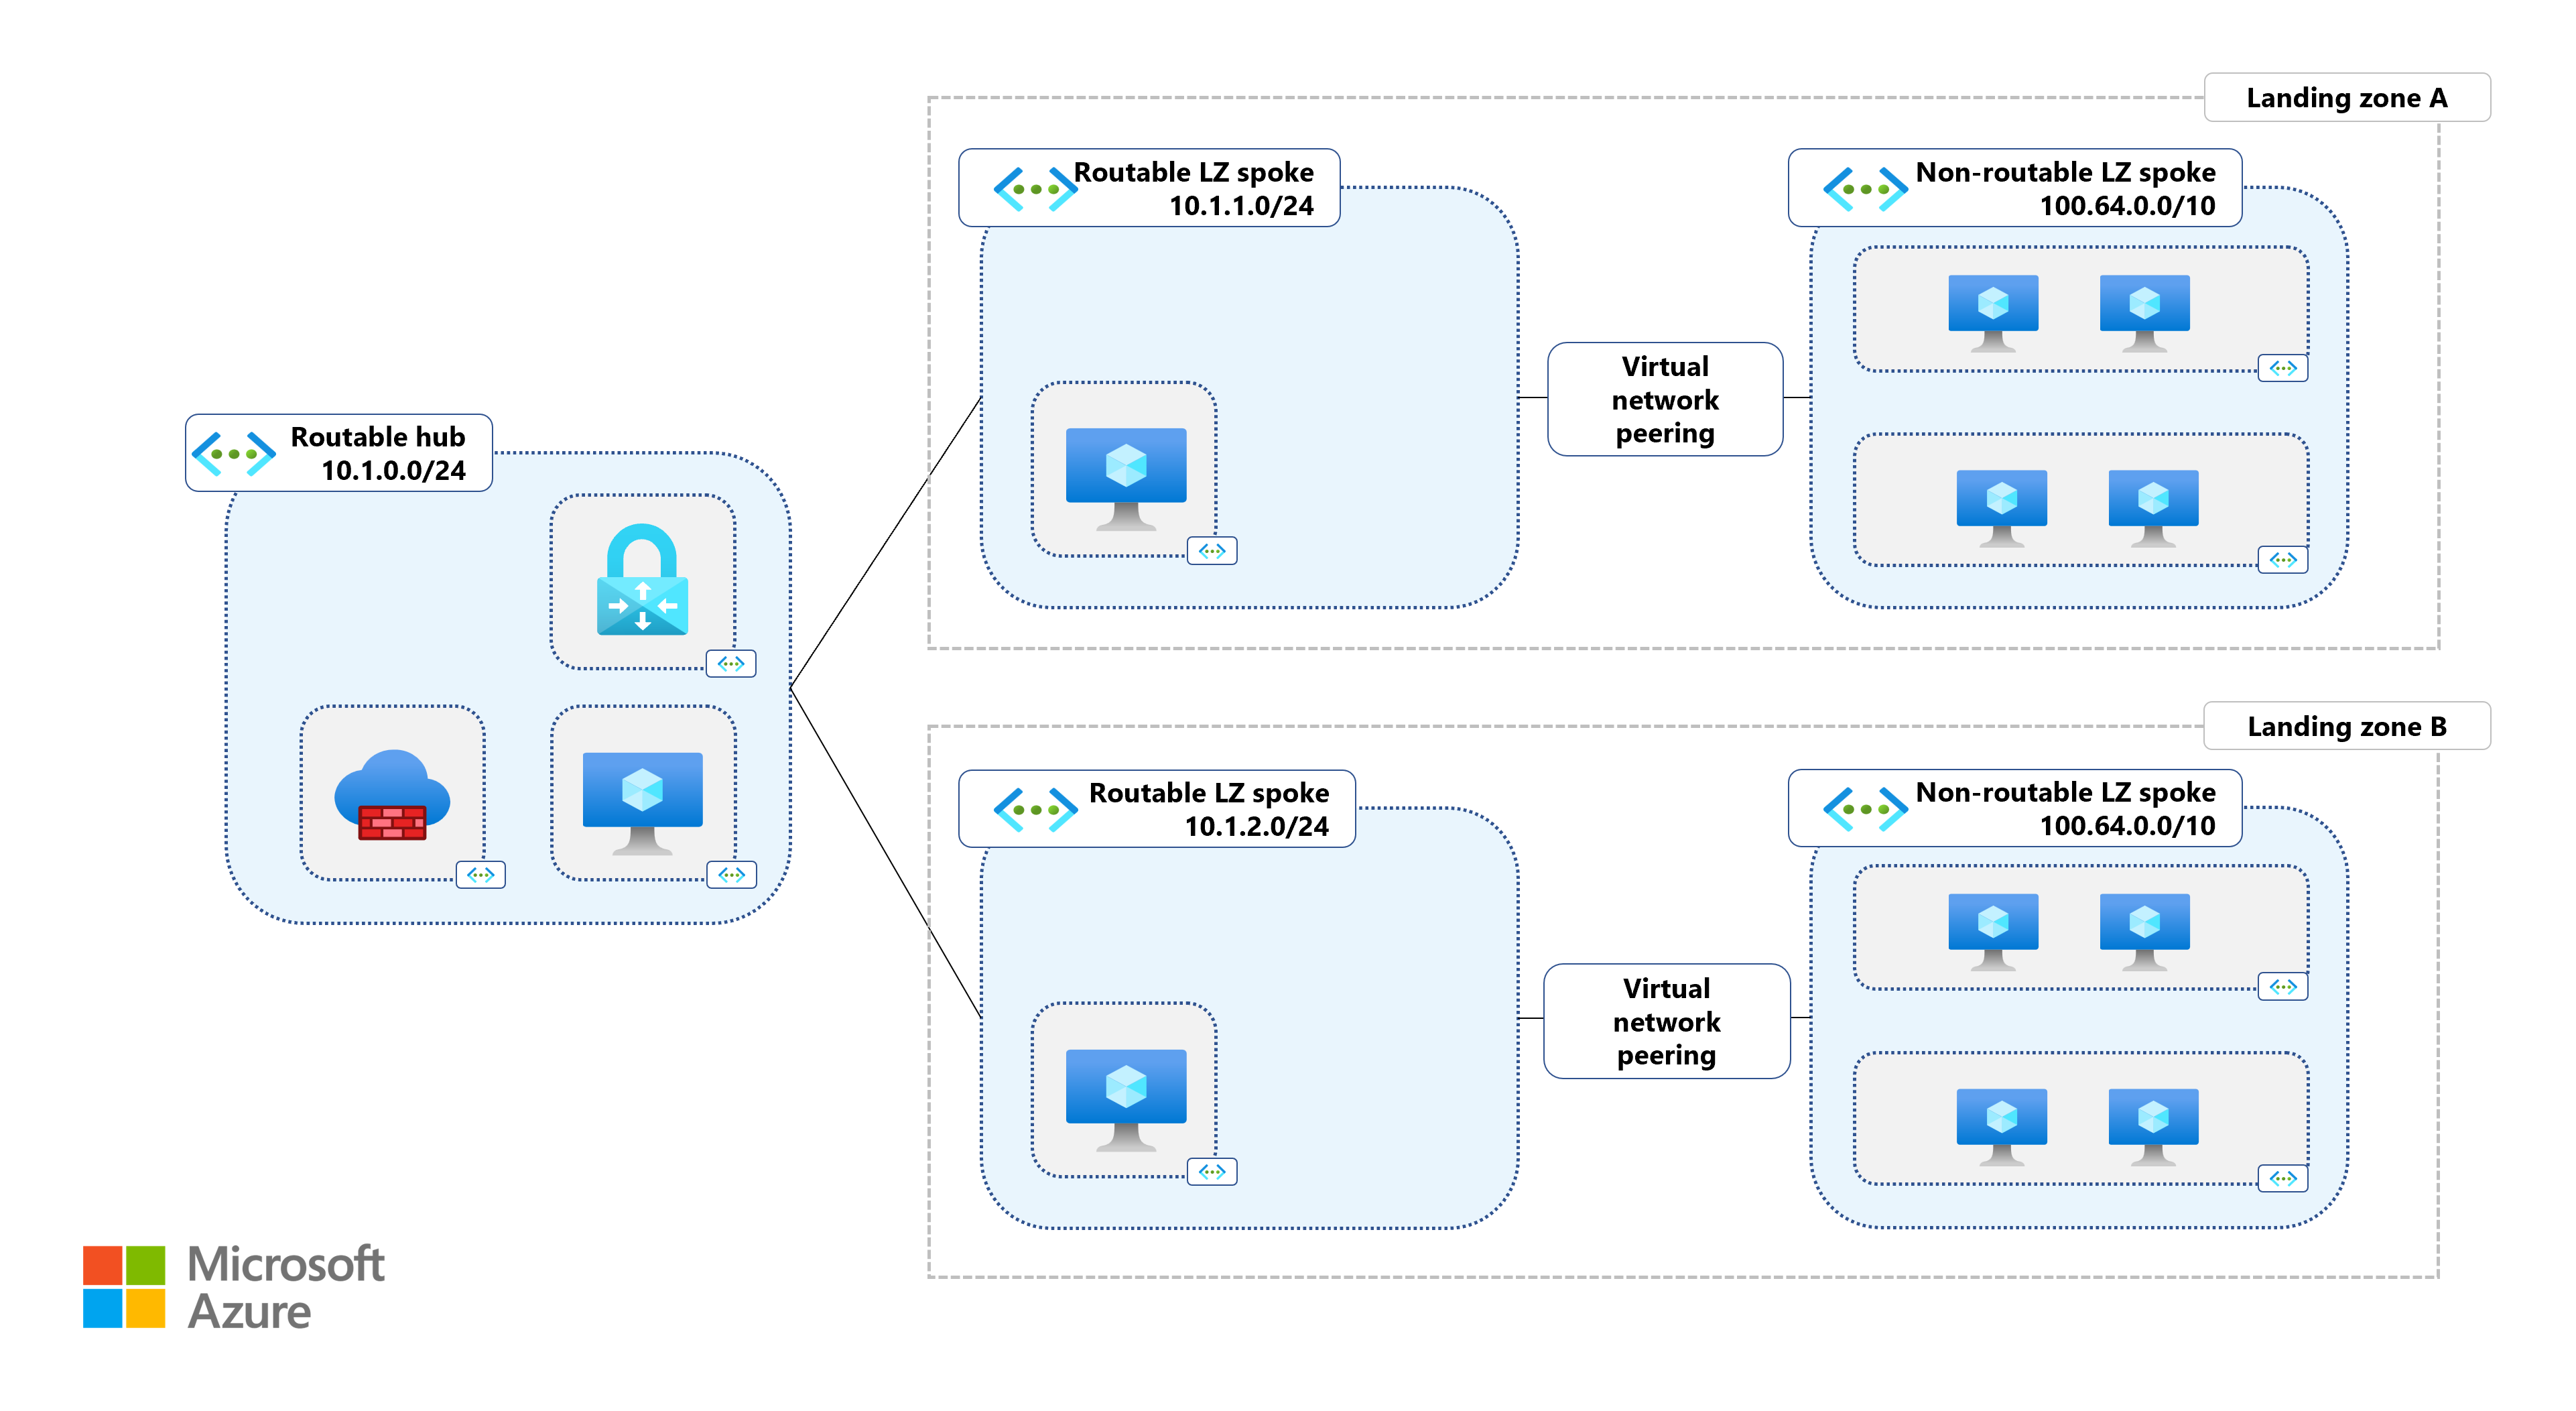 Landing zone A
Routable LZ spoke
10.1.1.0/24
Non-routable LZ spoke
100.64.0.0/10
Virtual
network
peering
Routable hub
10.1.0.0/24
Landing zone B
Routable LZ spoke
10.1.2.0/24
Non-routable LZ spoke
100.64.0.0/10
Virtual
network
peering
Microsoft
Azure